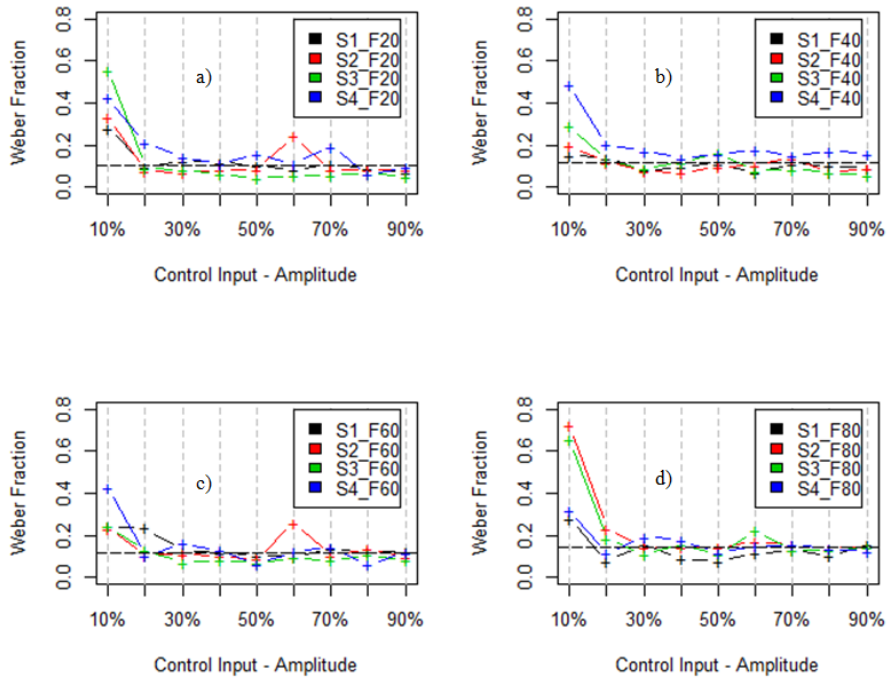 a)
S1_F20
S2_F20
S3_F20
S4_F20
Weber Fraction
0.0 0.2 0.4 0.6 0.8
10% 30% 50% 70% 90%
Control Input - Amplitude
b)
S1_F40
S2_F40
S3_F40
S4_F40
Weber Fraction
0.0 0.2 0.4 0.6 0.8
10% 30% 50% 70% 90%
Control Input - Amplitude
c)
S1_F60
S2_F60
S3_F60
S4_F60
Weber Fraction
0.0 0.2 0.4 0.6 0.8
10% 30% 50% 70% 90%
Control Input - Amplitude
d)
S1_F80
S2_F80
S3_F80
S4_F80
Weber Fraction
0.0 0.2 0.4 0.6 0.8
10% 30% 50% 70% 90%
Control Input - Amplitude